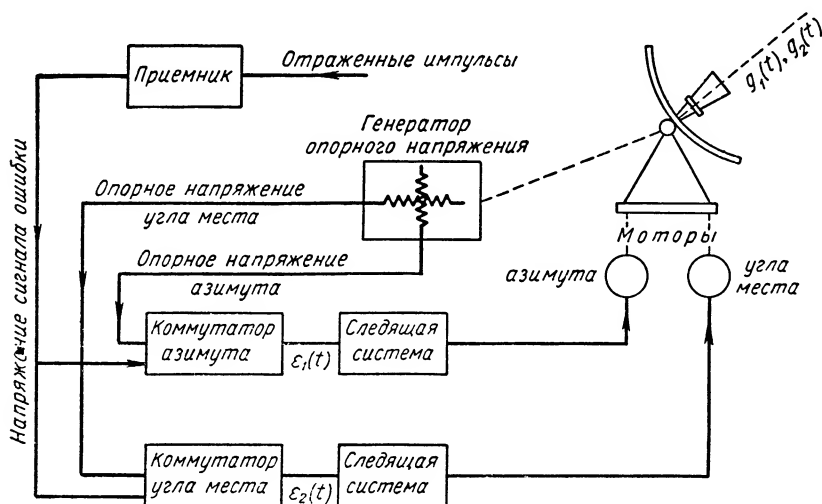 Приемник
Отраженные импульсы
g₁(t), g₂(t)
Генератор
опорного напряжения
Опорное напряжение
угла места
Опорное напряжение
азимута
Напряжение сигнала ошибки
Моторы
азимута
угла
места
Коммутатор
азимута
ε₁(t)
Следящая
система
Коммутатор
угла места
ε₂(t)
Следящая
система